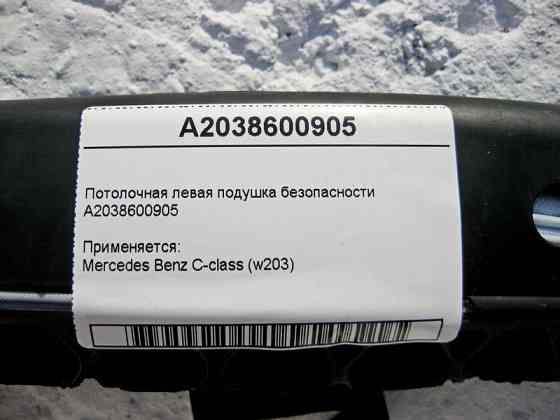 A2038600905
Потолочная левая подушка безопасности
A2038600905
Применяется:
Mercedes Benz C-class (w203)